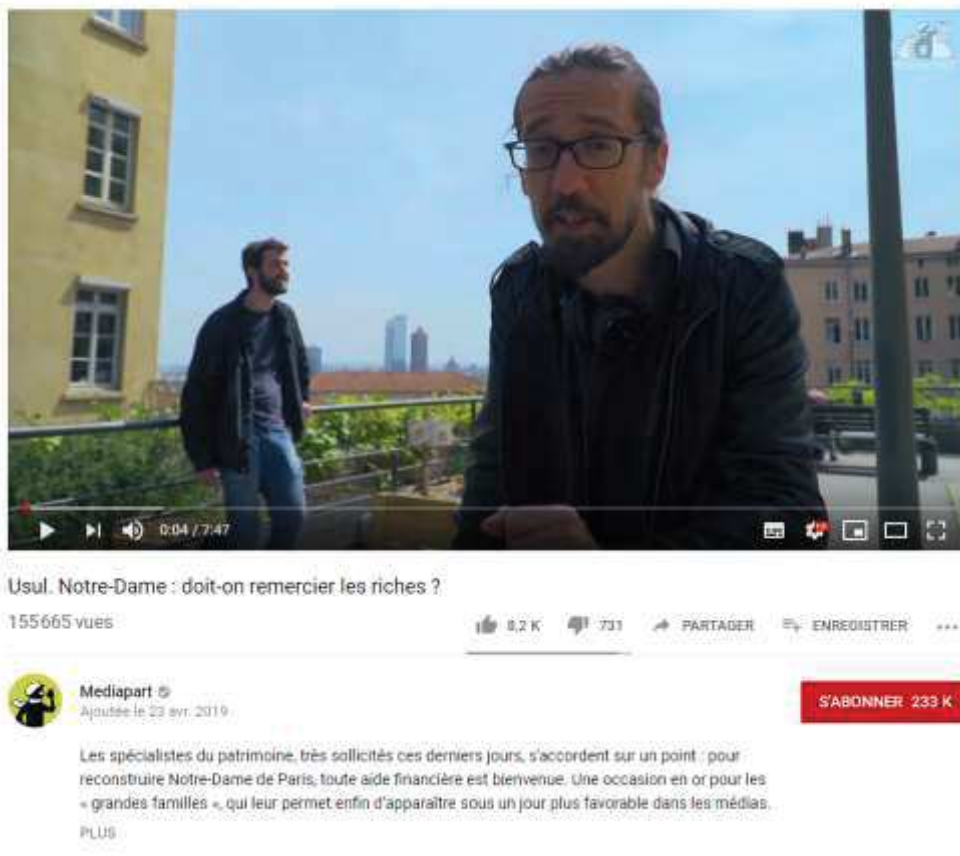 0:04 / 7:47
Usul. Notre-Dame : doit-on remercier les riches ?
155 665 vues
8,2 K 731 PARTAGER ENREGISTRER
Mediapart
Ajoutée le 23 avr. 2019
S'ABONNER 233 K
Les spécialistes du patrimoine, très sollicités ces derniers jours, s'accordent sur un point : pour
reconstruire Notre-Dame de Paris, toute aide financière est bienvenue. Une occasion en or pour les
« grandes familles », qui leur permet enfin d'apparaître sous un jour plus favorable dans les médias.
PLUS